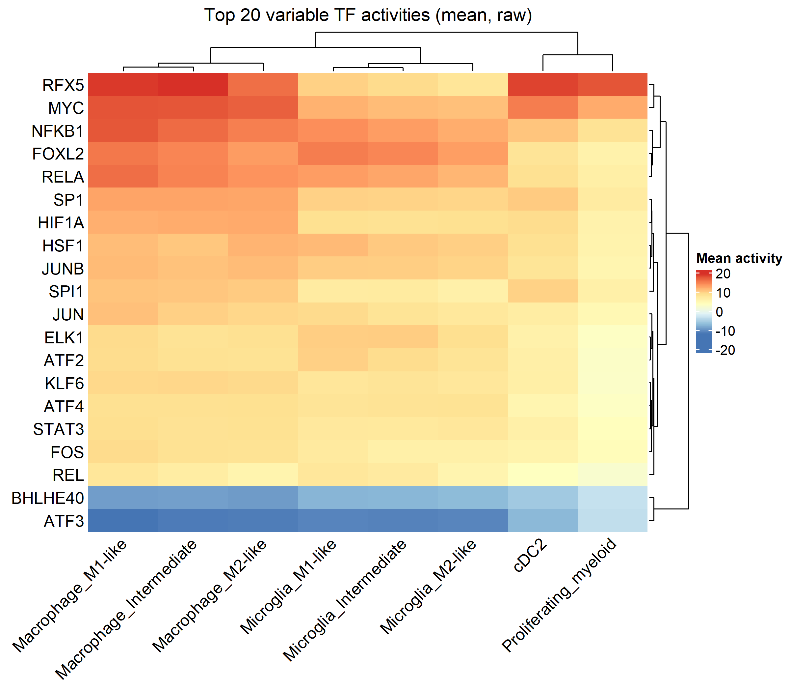 Top 20 variable TF activities (mean, raw)
RFX5
MYC
NFKB1
FOXL2
RELA
SP1
HIF1A
HSF1
JUNB
SPI1
JUN
ELK1
ATF2
KLF6
ATF4
STAT3
FOS
REL
BHLHE40
ATF3
Macrophage_M1-like
Macrophage_Intermediate
Macrophage_M2-like
Microglia_M1-like
Microglia_Intermediate
Microglia_M2-like
cDC2
Proliferating_myeloid
Mean activity
20
10
0
-10
-20